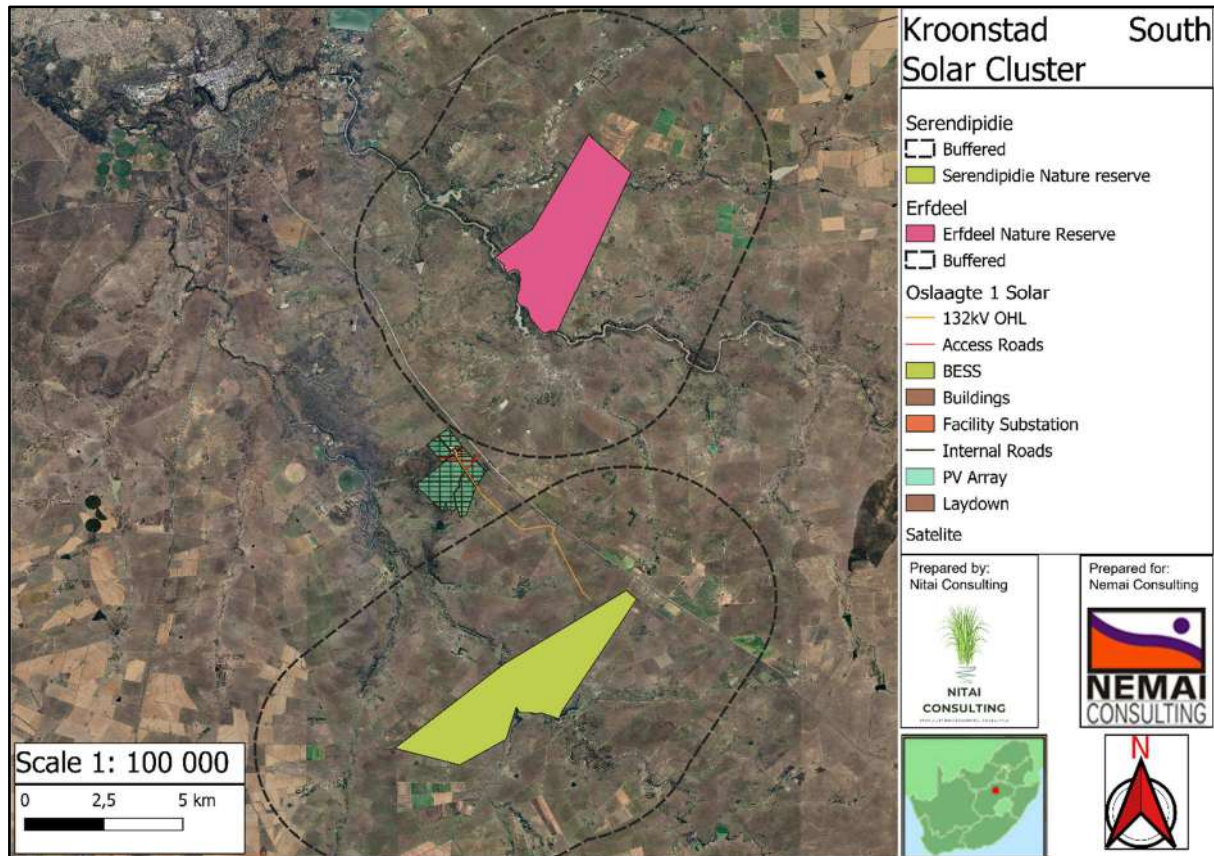 Kroonstad South
Solar Cluster
Serendipidie
Buffered
Serendipidie Nature reserve
Erfdeel
Erfdeel Nature Reserve
Buffered
Oslaagte 1 Solar
132kV OHL
Access Roads
BESS
Buildings
Facility Substation
Internal Roads
PV Array
Laydown
Satelite
Prepared by:
Nitai Consulting
NITAI
CONSULTING
Prepared for:
Nemai Consulting
NEMAI
CONSULTING
Scale 1: 100 000
0 2,5 5 km
N